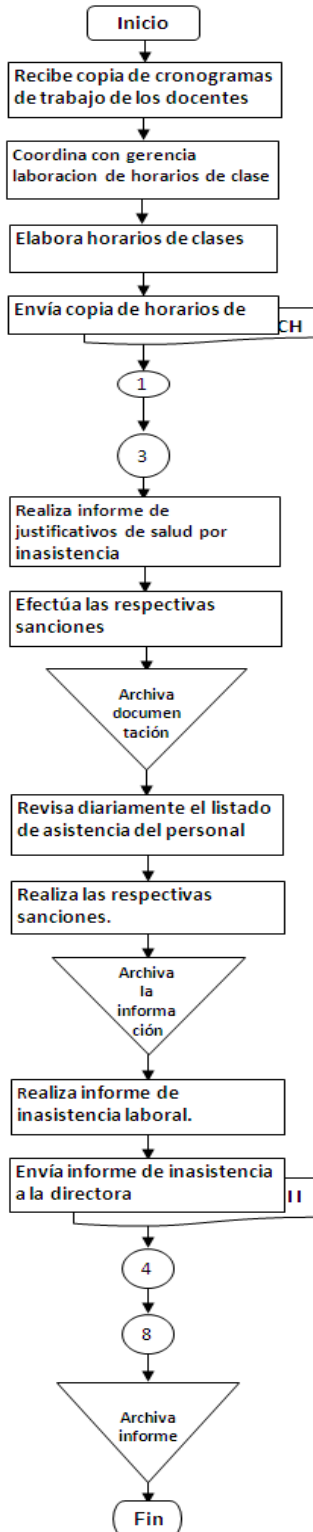 Inicio
Recibe copia de cronogramas
de trabajo de los docentes
Coordina con gerencia
laboracion de horarios de clase
Elabora horarios de clases
Envía copia de horarios de
CH
1
3
Realiza informe de
justificativos de salud por
inasistencia
Efectúa las respectivas
sanciones
Archiva
documen
tación
Revisa diariamente el listado
de asistencia del personal
Realiza las respectivas
sanciones.
Archiva
la
informa
ción
Realiza informe de
inasistencia laboral.
Envía informe de inasistencia
a la directora
II
4
8
Archiva
informe
Fin